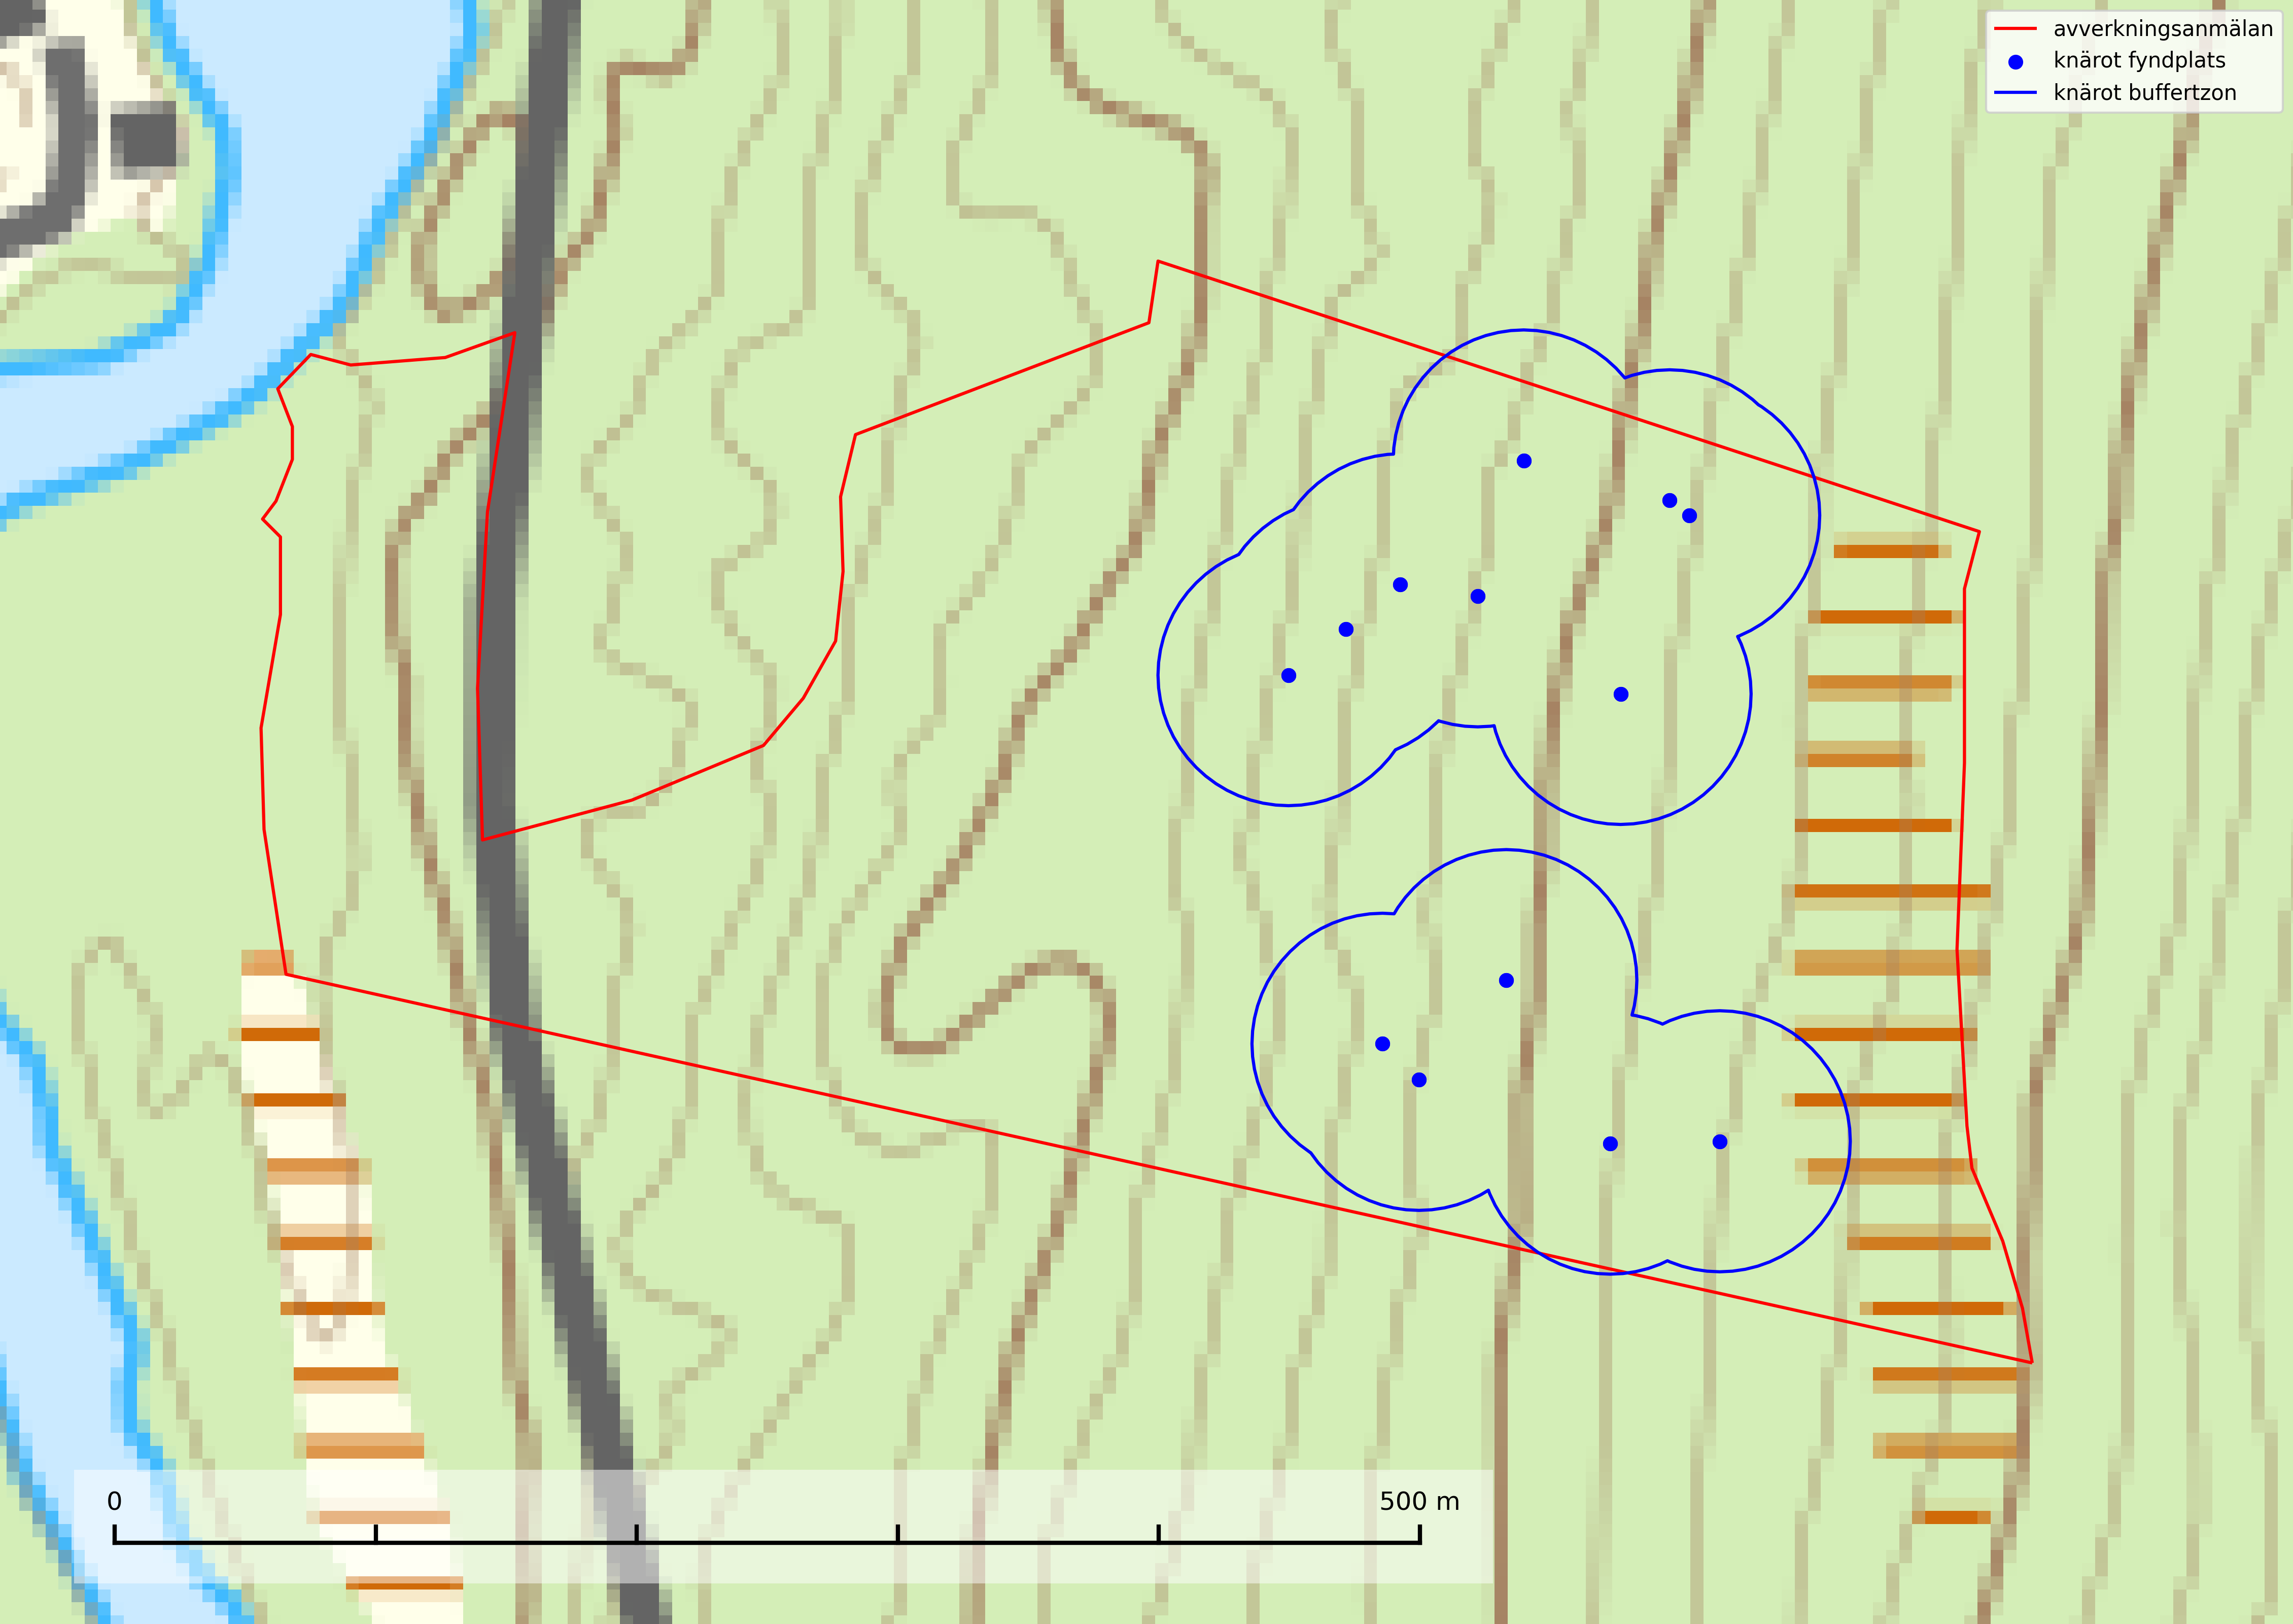 avverkningsanmälan
knärot fyndplats
knärot buffertzon
0 500 m